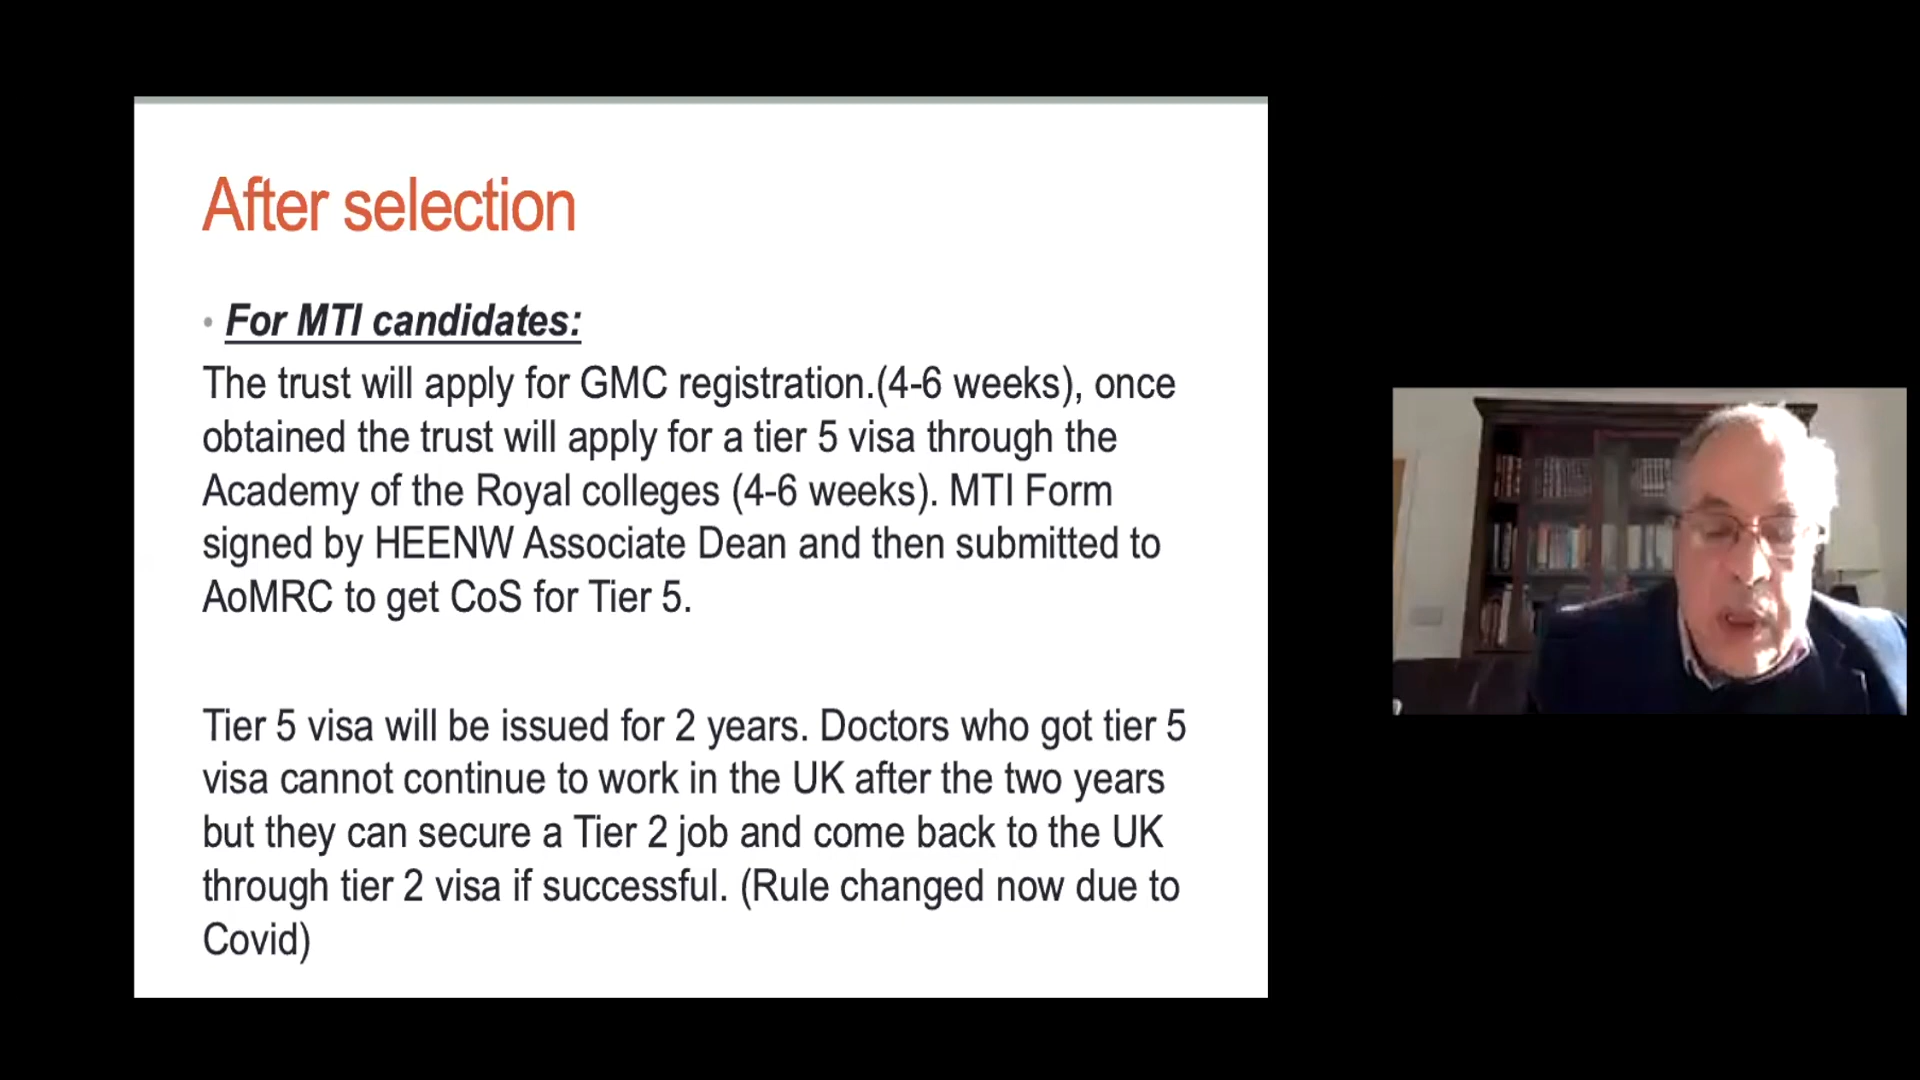 After selection
• For MTI candidates:
The trust will apply for GMC registration.(4-6 weeks), once
obtained the trust will apply for a tier 5 visa through the
Academy of the Royal colleges (4-6 weeks). MTI Form
signed by HEENW Associate Dean and then submitted to
AoMRC to get CoS for Tier 5.
Tier 5 visa will be issued for 2 years. Doctors who got tier 5
visa cannot continue to work in the UK after the two years
but they can secure a Tier 2 job and come back to the UK
through tier 2 visa if successful. (Rule changed now due to
Covid)